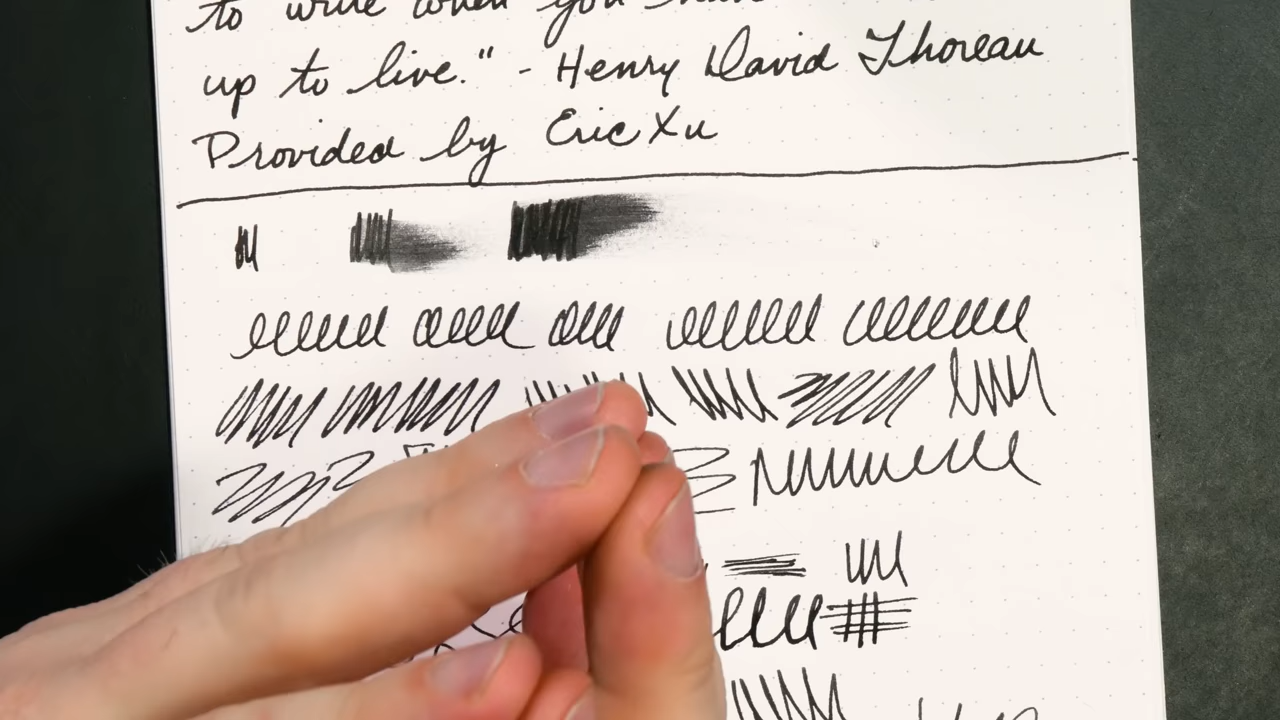 to write when you
up to live." - Henry David Thoreau
Provided by Eric Xu